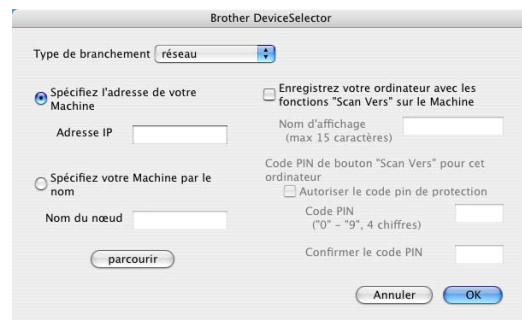 Brother DeviceSelector
Type de branchement réseau
Spécifiez l'adresse de votre
Machine
Adresse IP
Spécifiez votre Machine par le
nom
Nom du nœud
parcourir
Enregistrez votre ordinateur avec les
fonctions "Scan Vers" sur le Machine
Nom d'affichage
(max 15 caractères)
Code PIN de bouton "Scan Vers" pour cet
ordinateur
Autoriser le code pin de protection
Code PIN
("0" – "9", 4 chiffres)
Confirmer le code PIN
Annuler
OK